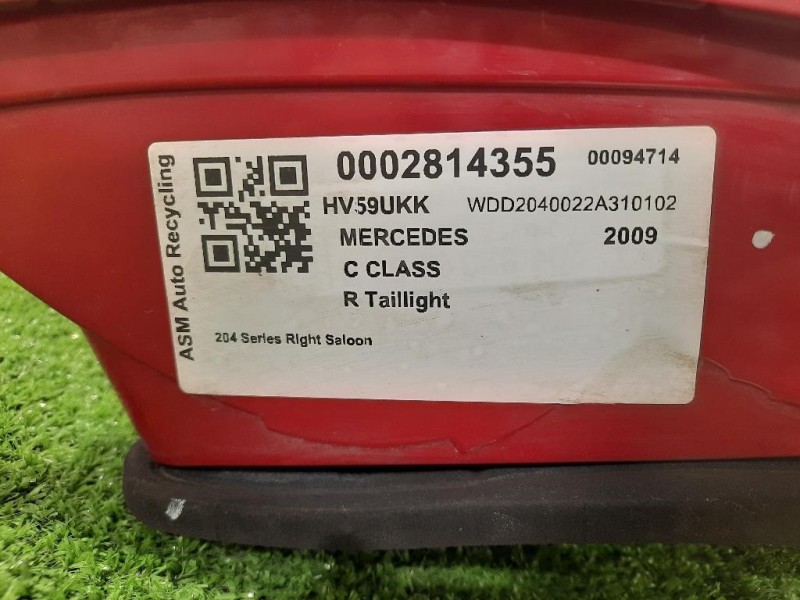 ASM Auto Recycling
0002814355 00094714
HV59UKK WDD2040022A310102
MERCEDES 2009
C CLASS
R Taillight
204 Series Right Saloon